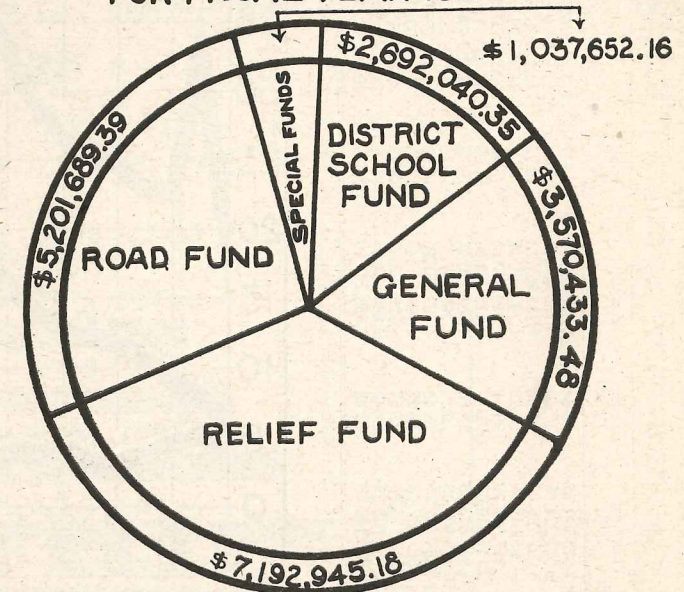 $1,037,652.16
$2,692,040.35
SPECIAL FUNDS
DISTRICT
SCHOOL
FUND
$3,570,433.48
$5,201,689.39
ROAD FUND
GENERAL
FUND
RELIEF FUND
$7,192,945.18